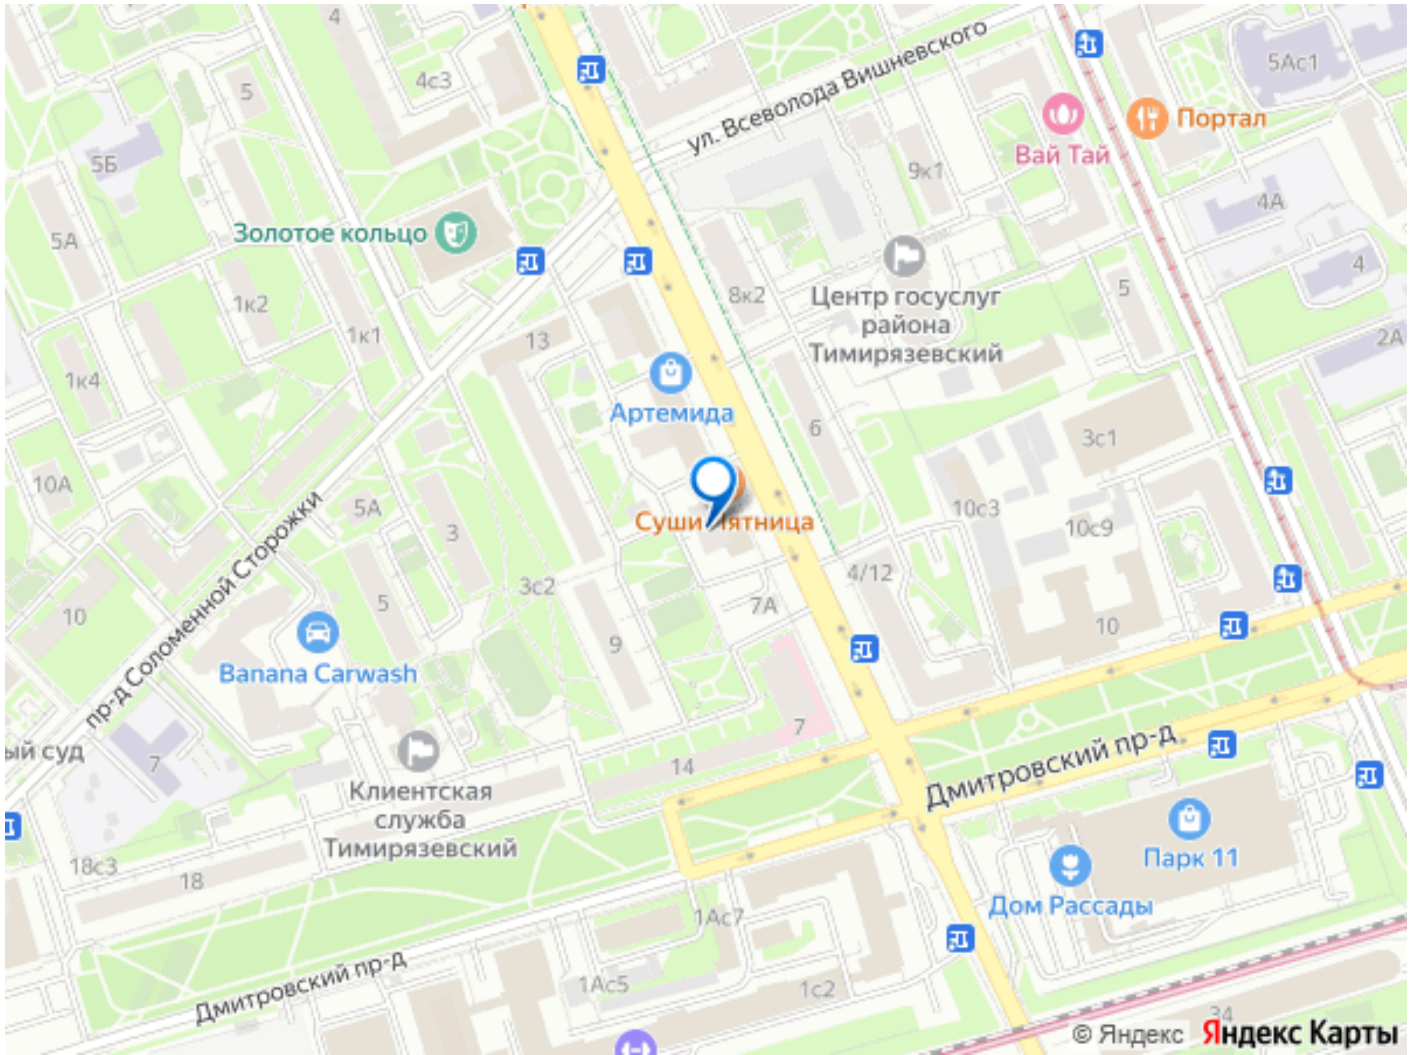 4
4с3
5
ул. Всеволода Вишневского
5Ас1
Портал
Вай Тай
5Б
9к1
4А
5А
Золотое кольцо
1к2
8к2
Центр госуслуг
района
Тимирязевский
5
4
1к1
13
2А
1к4
Артемида
6
3с1
10А
5А
3
Суши
10с3
10с9
пр-д Соломенной Сторожки
3с2
4/12
5
7А
10
10
9
Banana Carwash
7
ый суд
7
14
Дмитровский пр-д
Клиентская
служба
Тимирязевский
Парк 11
18с3
18
Дом Рассады
1Ас7
Дмитровский пр-д
1Ас5
1с2
34
© Яндекс
Яндекс Карты